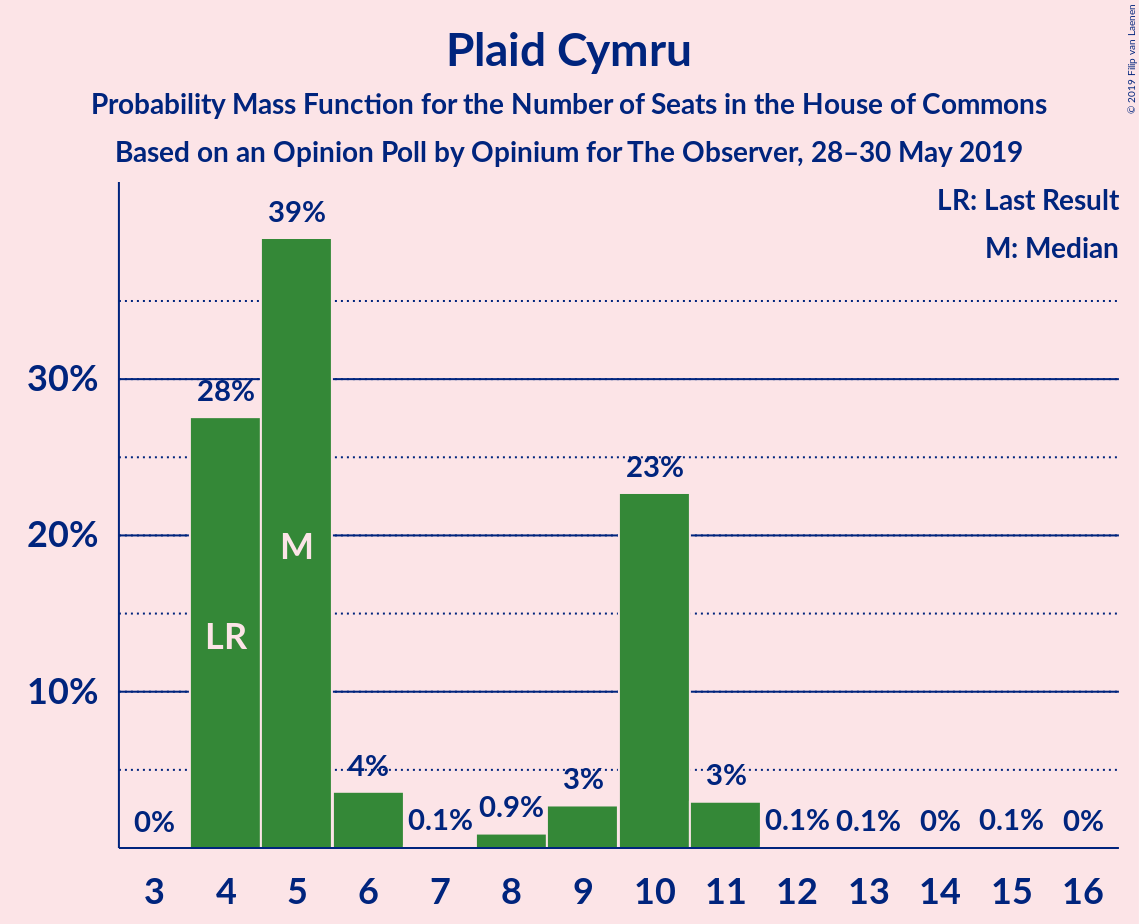 Plaid Cymru
Probability Mass Function for the Number of Seats in the House of Commons
Based on an Opinion Poll by Opinium for The Observer, 28–30 May 2019
© 2019 Filip van Laenen
LR: Last Result
M: Median
30%
20%
10%
0%
28%
39%
4%
0.1%
0.9%
3%
23%
3%
0.1%
0.1%
0%
0.1%
0%
LR
M
3 4 5 6 7 8 9 10 11 12 13 14 15 16